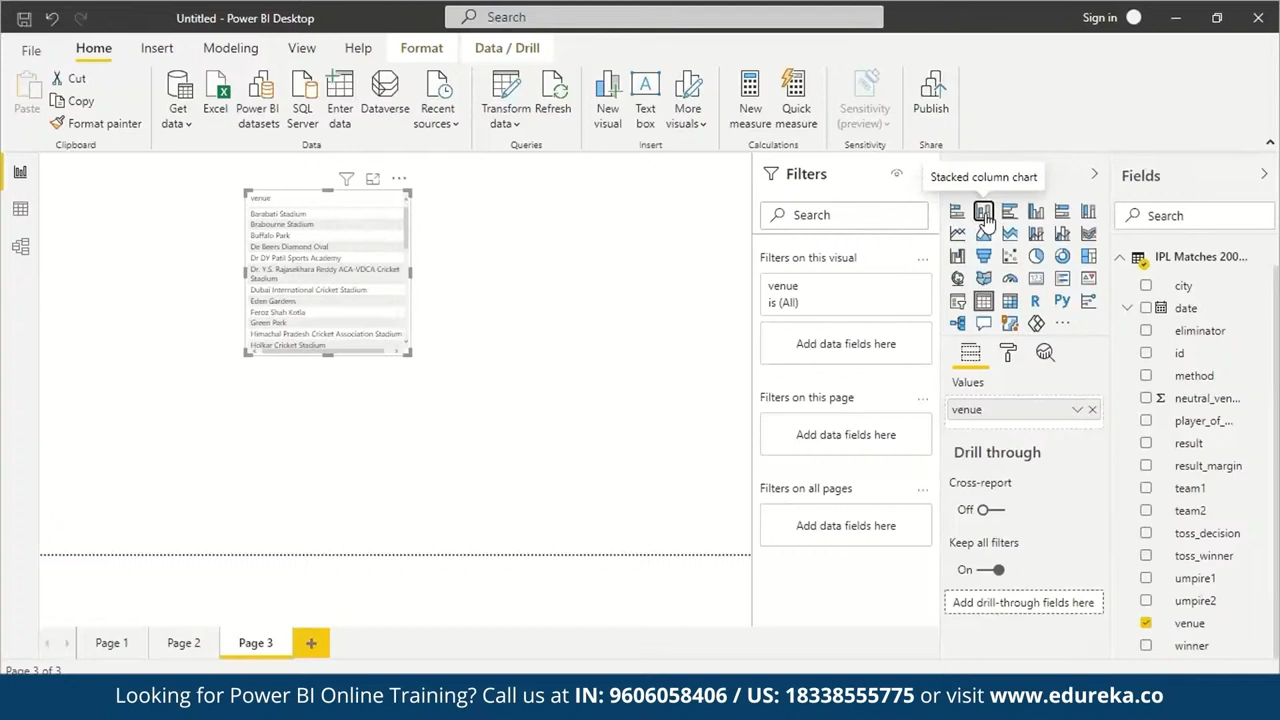 Untitled - Power BI Desktop
Search
Sign in
File
Home
Insert
Modeling
View
Help
Format
Data / Drill
Paste
Cut
Copy
Format painter
Clipboard
Get data
Excel
Power BI datasets
SQL Server
Enter data
Dataverse
Recent sources
Data
Transform data
Refresh
Queries
New visual
Text box
More visuals
Insert
New measure
Quick measure
Calculations
Sensitivity (preview)
Sensitivity
Publish
Share
venue
Barabati Stadium
Brabourne Stadium
Buffalo Park
De Beers Diamond Oval
Dr DY Patil Sports Academy
Dr. Y.S. Rajasekhara Reddy ACA-VDCA Cricket
Stadium
Dubai International Cricket Stadium
Eden Gardens
Feroz Shah Kotla
Green Park
Himachal Pradesh Cricket Association Stadium
Holkar Cricket Stadium
Filters
Search
Filters on this visual
...
venue
is (All)
Add data fields here
Filters on this page
...
Add data fields here
Filters on all pages
...
Add data fields here
Stacked column chart
R
Py
123
...
Values
venue
Drill through
Cross-report
Off
Keep all filters
On
Add drill-through fields here
Fields
Search
IPL Matches 200...
city
date
eliminator
id
method
Σ neutral_ven...
player_of_...
result
result_margin
team1
team2
toss_decision
toss_winner
umpire1
umpire2
venue
winner
Page 1
Page 2
Page 3
+
Page 3 of 3
Looking for Power BI Online Training? Call us at IN: 9606058406 / US: 18338555775 or visit www.edureka.co